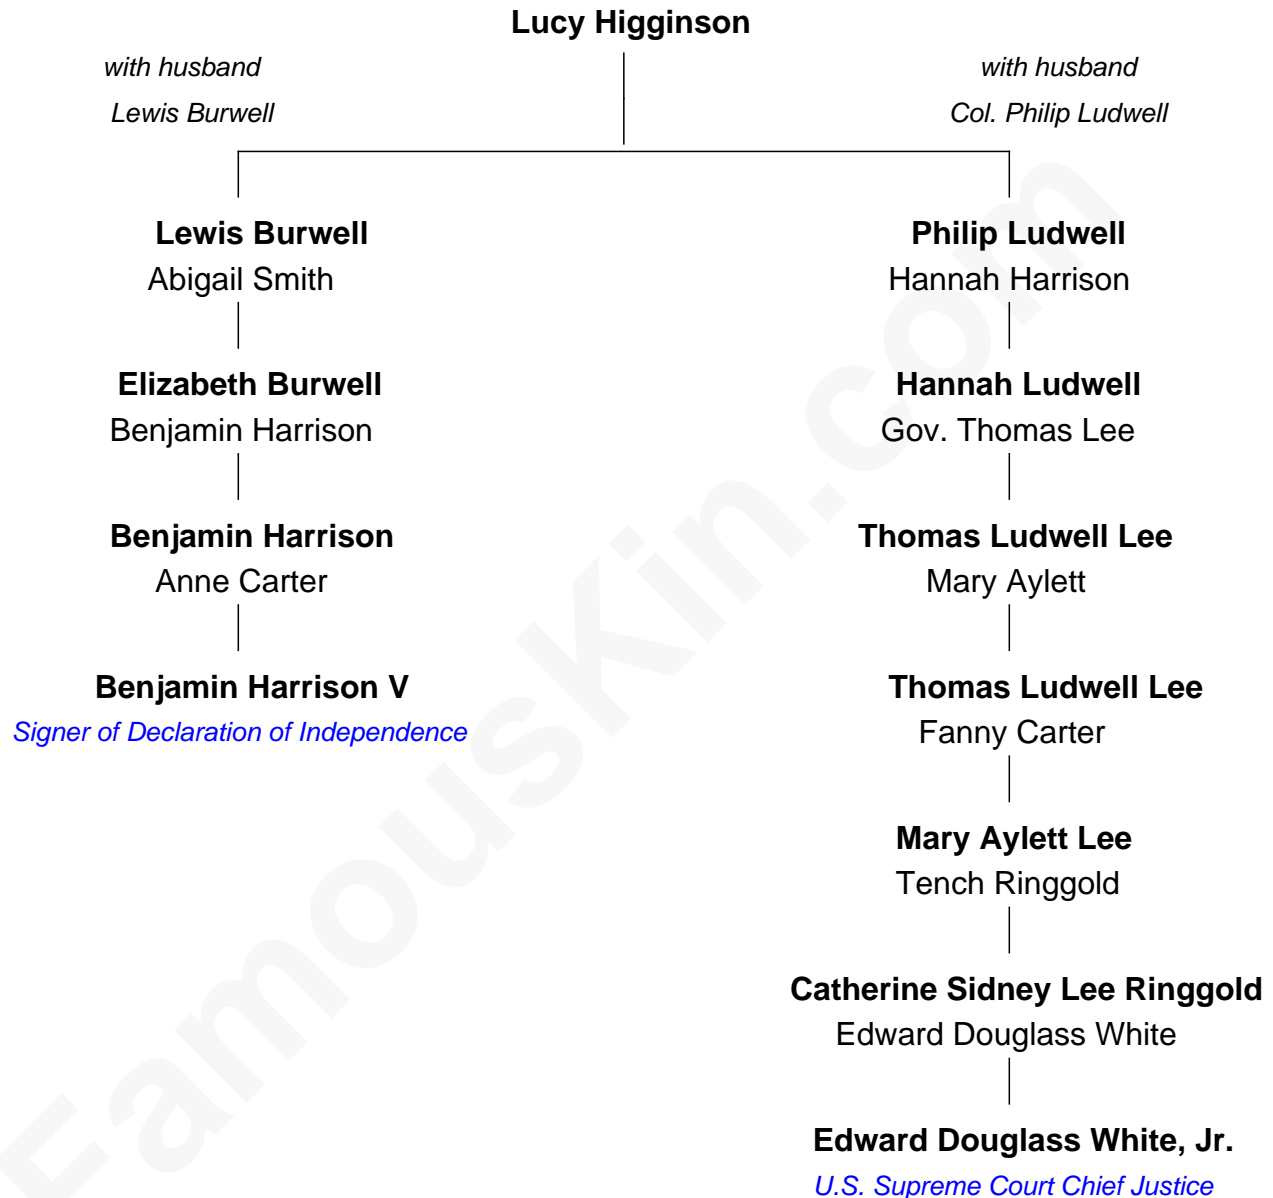 Lucy Higginson
with husband
Lewis Burwell
with husband
Col. Philip Ludwell
Lewis Burwell
Abigail Smith
Elizabeth Burwell
Benjamin Harrison
Benjamin Harrison
Anne Carter
Benjamin Harrison V
Signer of Declaration of Independence
Philip Ludwell
Hannah Harrison
Hannah Ludwell
Gov. Thomas Lee
Thomas Ludwell Lee
Mary Aylett
Thomas Ludwell Lee
Fanny Carter
Mary Aylett Lee
Tench Ringgold
Catherine Sidney Lee Ringgold
Edward Douglass White
Edward Douglass White, Jr.
U.S. Supreme Court Chief Justice
FamousKin.com